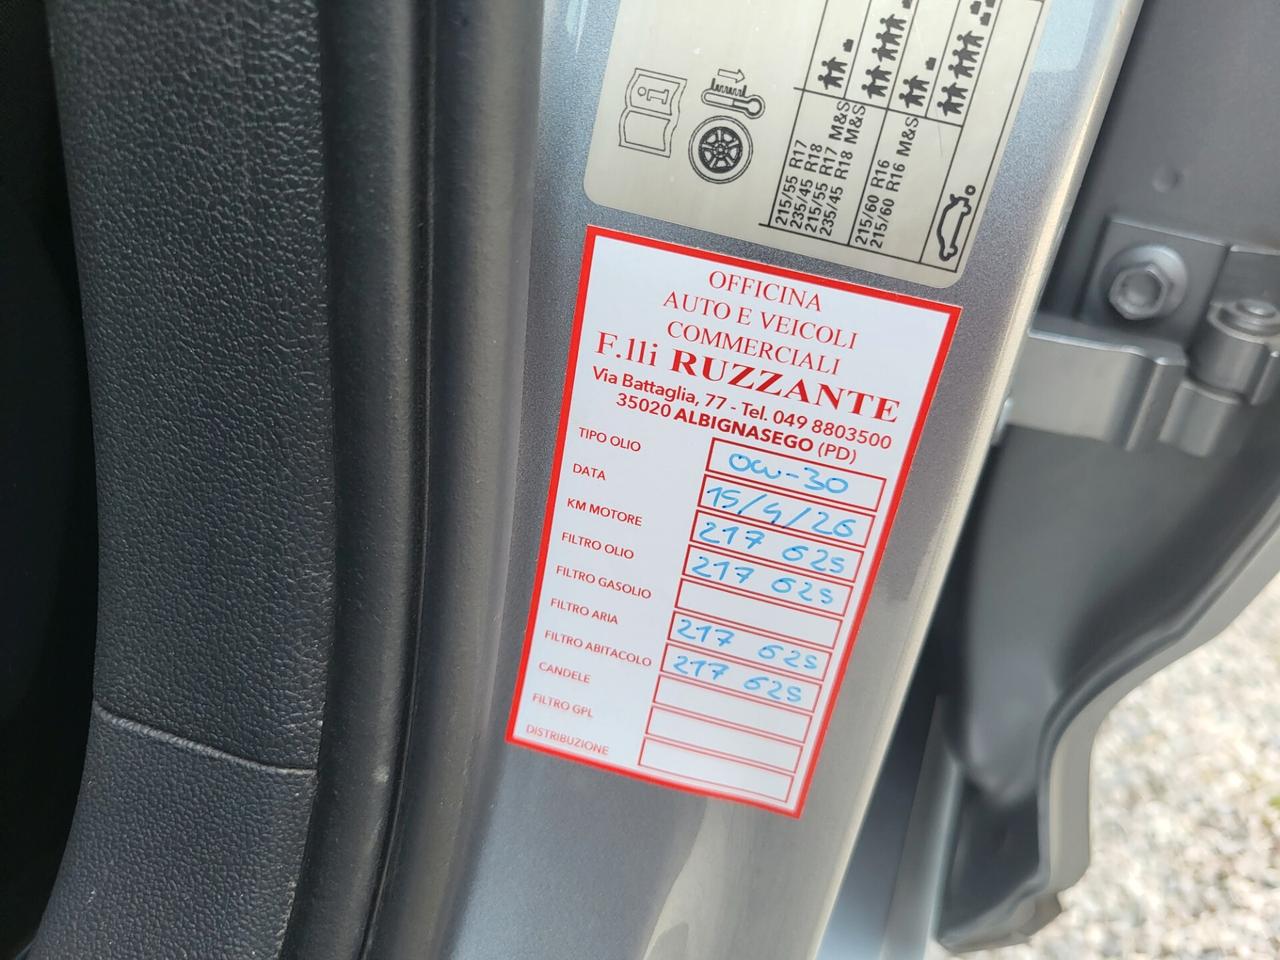 215/55 R17
235/45 R18
215/55 R17 M&S
235/45 R18 M&S
215/60 R16
215/60 R16 M&S
OFFICINA
AUTO E VEICOLI
COMMERCIALI
F.lli RUZZANTE
Via Battaglia, 77 - Tel. 049 8803500
35020 ALBIGNASEGO (PD)
TIPO OLIO 0W-30
DATA 15/4/26
KM MOTORE 217 625
FILTRO OLIO 217 625
FILTRO GASOLIO
FILTRO ARIA 217 625
FILTRO ABITACOLO 217 625
CANDELE
FILTRO GPL
DISTRIBUZIONE